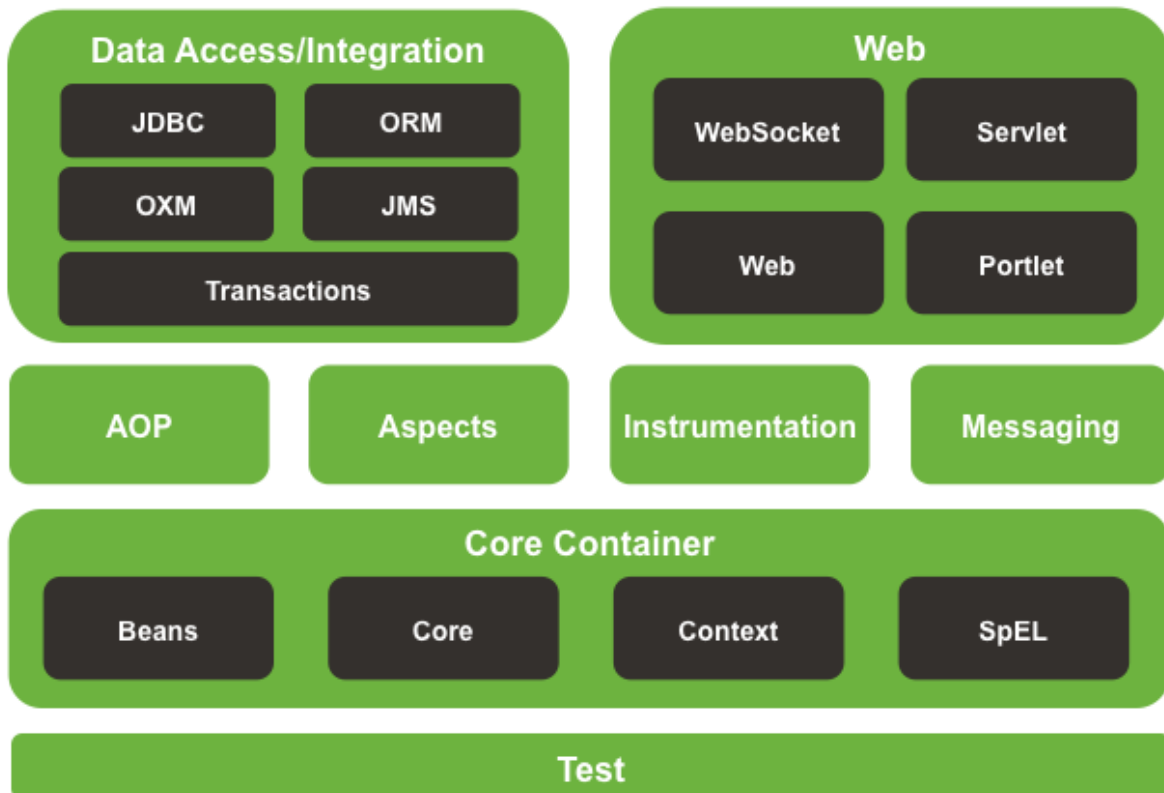 Data Access/Integration
JDBC
ORM
OXM
JMS
Transactions
Web
WebSocket
Servlet
Web
Portlet
AOP
Aspects
Instrumentation
Messaging
Core Container
Beans
Core
Context
SpEL
Test